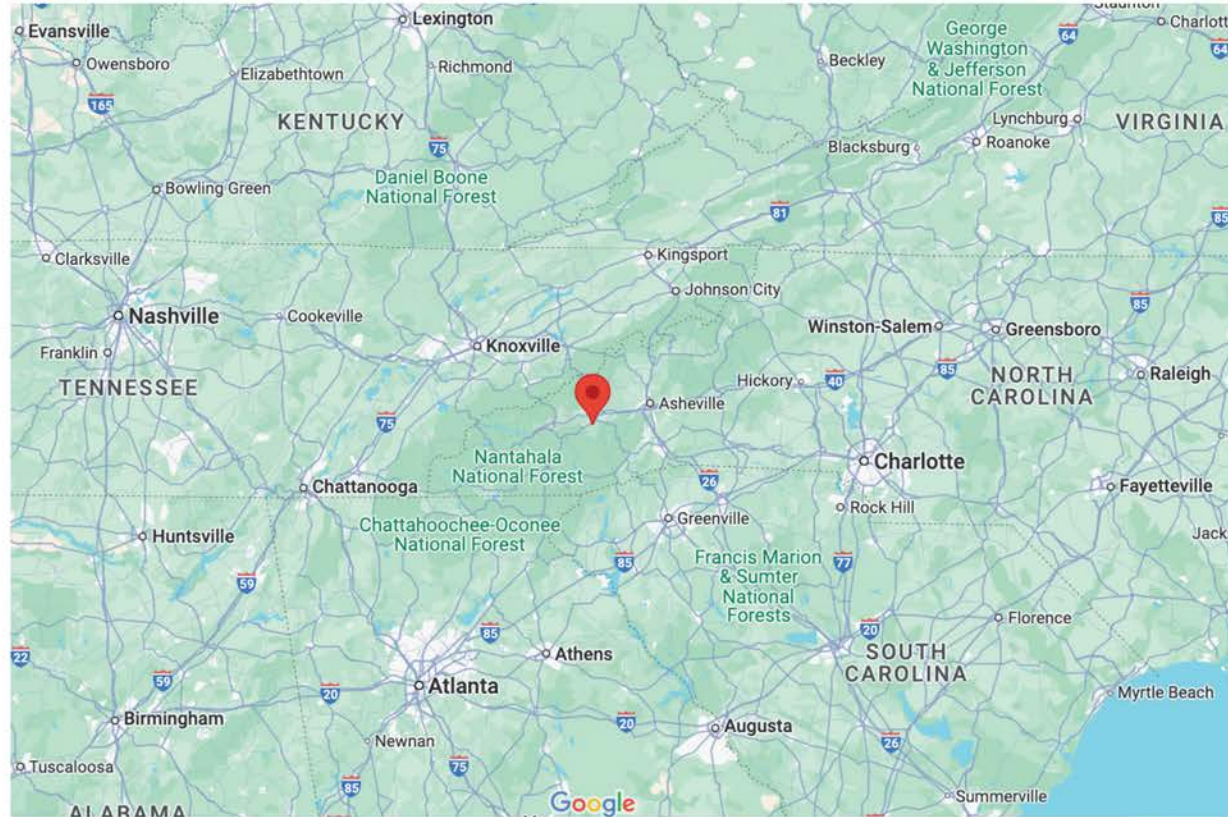 Staunton
Lexington
Charlott
Evansville
George
Washington
& Jefferson
National Forest
64
64
Owensboro
Richmond
Beckley
Elizabethtown
165
KENTUCKY
75
Lynchburg
VIRGINIA
Roanoke
Blacksburg
Daniel Boone
National Forest
Bowling Green
81
85
Clarksville
Kingsport
Johnson City
85
Nashville
Cookeville
Winston-Salem
Greensboro
Franklin
Knoxville
TENNESSEE
Hickory
40
85
NORTH
CAROLINA
Raleigh
Asheville
75
Nantahala
National Forest
Charlotte
26
Chattanooga
Fayetteville
Rock Hill
Greenville
Chattahoochee-Oconee
National Forest
Huntsville
Jack
85
Francis Marion
& Sumter
National
Forests
77
59
Florence
85
20
22
Athens
SOUTH
CAROLINA
59
20
Atlanta
Myrtle Beach
Birmingham
20
Augusta
26
Newnan
Tuscaloosa
75
85
Summerville
Google
ALABAMA